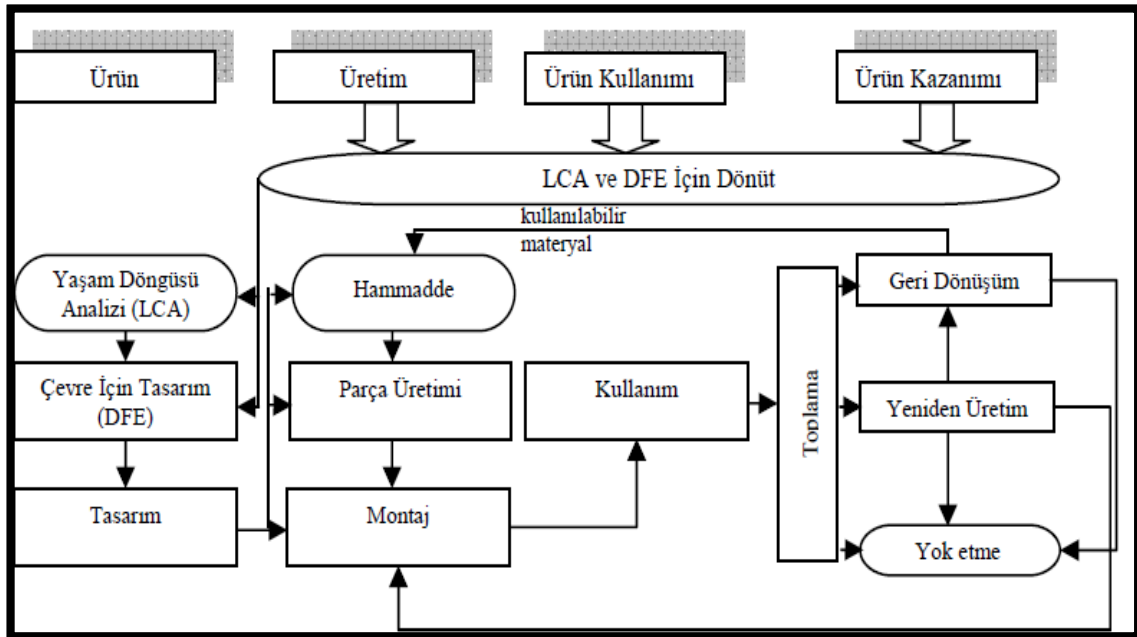 Ürün
Üretim
Ürün Kullanımı
Ürün Kazanımı
LCA ve DFE İçin Dönüt
kullanılabilir
materyal
Yaşam Döngüsü
Analizi (LCA)
Hammadde
Geri Dönüşüm
Çevre İçin Tasarım
(DFE)
Parça Üretimi
Kullanım
Toplama
Yeniden Üretim
Tasarım
Montaj
Yok etme